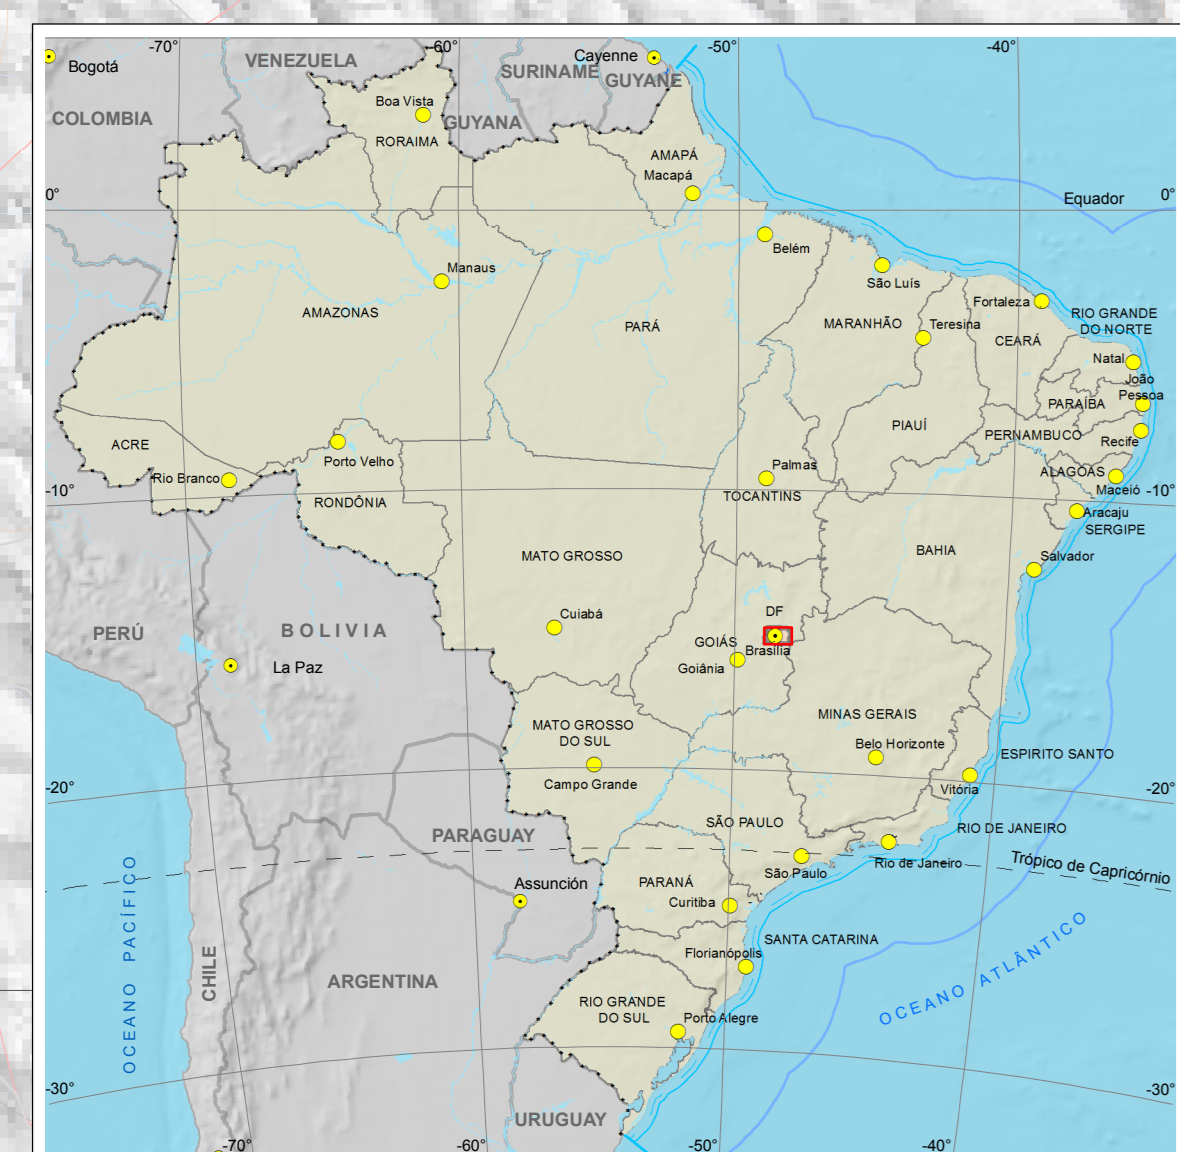 -70°
-60°
-50°
-40°
Bogotá
VENEZUELA
Cayenne
SURINAME
GUYANE
COLOMBIA
Boa Vista
GUYANA
RORAIMA
AMAPÁ
Macapá
0°
Equador
0°
Belém
Manaus
São Luís
Fortaleza
AMAZONAS
PARÁ
MARANHÃO
Teresina
RIO GRANDE
DO NORTE
CEARÁ
Natal
João
Pessoa
PARAÍBA
PIAUÍ
PERNAMBUCO
Recife
ACRE
Porto Velho
Palmas
ALAGOAS
Rio Branco
Maceió
-10°
-10°
RONDÔNIA
TOCANTINS
Aracaju
SERGIPE
MATO GROSSO
BAHIA
Salvador
Cuiabá
DF
PERÚ
BOLIVIA
GOIÁS
Brasília
La Paz
Goiânia
MINAS GERAIS
MATO GROSSO
DO SUL
Belo Horizonte
ESPIRITO SANTO
Campo Grande
Vitória
-20°
-20°
SÃO PAULO
RIO DE JANEIRO
PARAGUAY
Rio de Janeiro
Trópico de Capricórnio
São Paulo
Assunción
PARANÁ
Curitiba
OCEANO PACÍFICO
SANTA CATARINA
Florianópolis
OCEANO ATLÂNTICO
CHILE
ARGENTINA
RIO GRANDE
DO SUL
Porto Alegre
-30°
-30°
URUGUAY
-70°
-60°
-50°
-40°